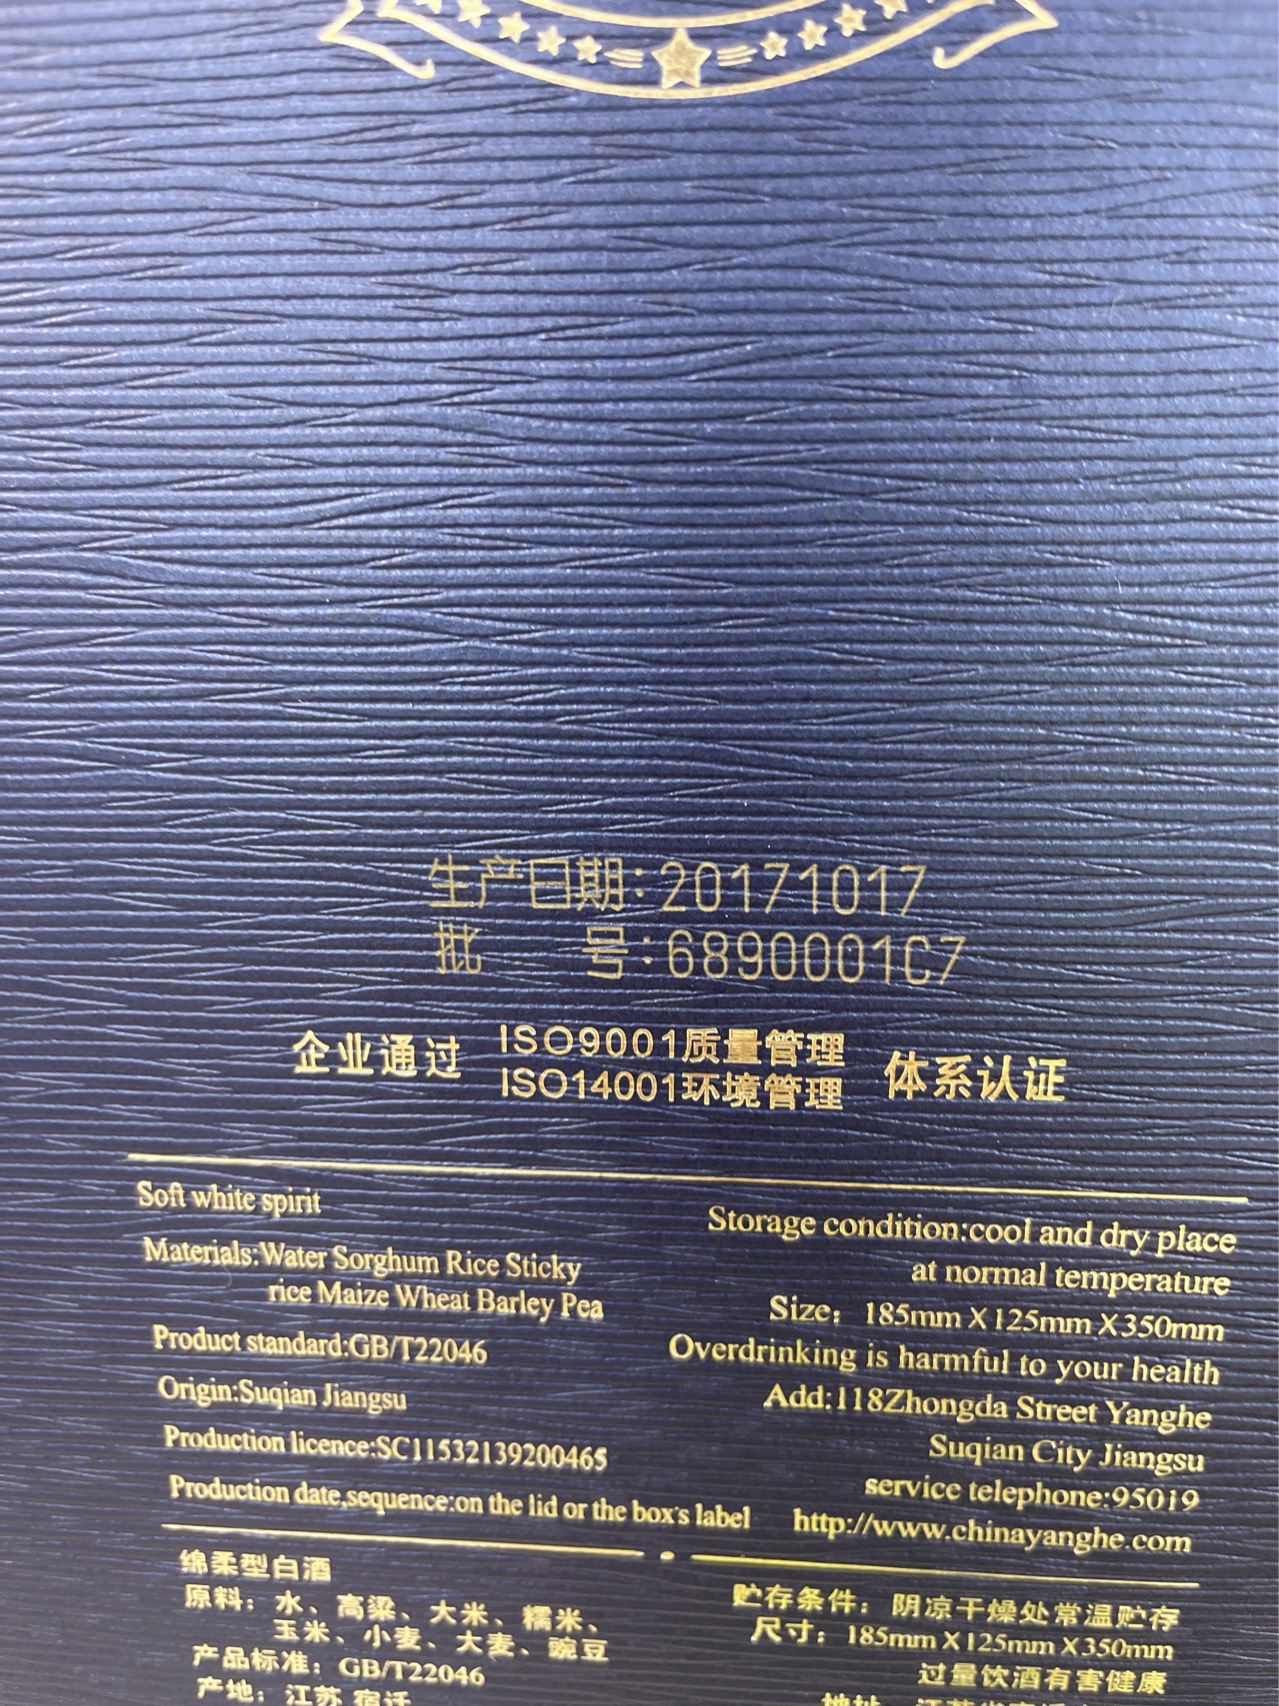 生产日期:20171017
批 号:6890001C7
企业通过 ISO9001质量管理 体系认证
ISO14001环境管理
Soft white spirit
Materials:Water Sorghum Rice Sticky
rice Maize Wheat Barley Pea
Product standard:GB/T22046
Origin:Suqian Jiangsu
Production licence:SC11532139200465
Production date,sequence:on the lid or the box's label
Storage condition:cool and dry place
at normal temperature
Size：185mm X 125mm X 350mm
Overdrinking is harmful to your health
Add:118Zhongda Street Yanghe
Suqian City Jiangsu
service telephone:95019
http://www.chinayanghe.com
绵柔型白酒
原料：水、高粱、大米、糯米、
玉米、小麦、大麦、豌豆
产品标准：GB/T22046
产地：江苏 宿迁
贮存条件：阴凉干燥处常温贮存
尺寸：185mm X 125mm X 350mm
过量饮酒有害健康